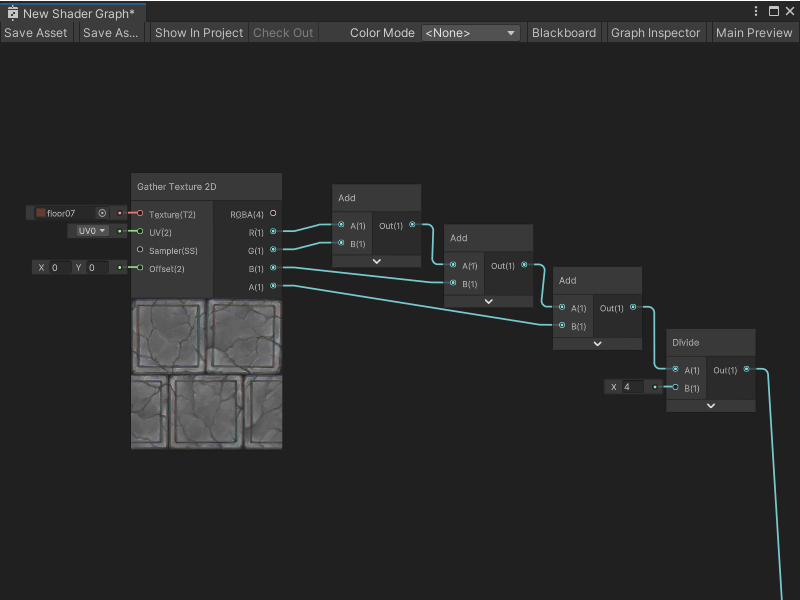 New Shader Graph*
Save Asset Save As... Show In Project Check Out Color Mode <None> Blackboard Graph Inspector Main Preview
Gather Texture 2D
floor07
Texture(T2) RGBA(4)
UV0
UV(2) R(1)
Sampler(SS) G(1)
X 0 Y 0
Offset(2) B(1)
A(1)
Add
A(1) Out(1)
B(1)
Add
A(1) Out(1)
B(1)
Add
A(1) Out(1)
B(1)
Divide
A(1) Out(1)
X 4
B(1)